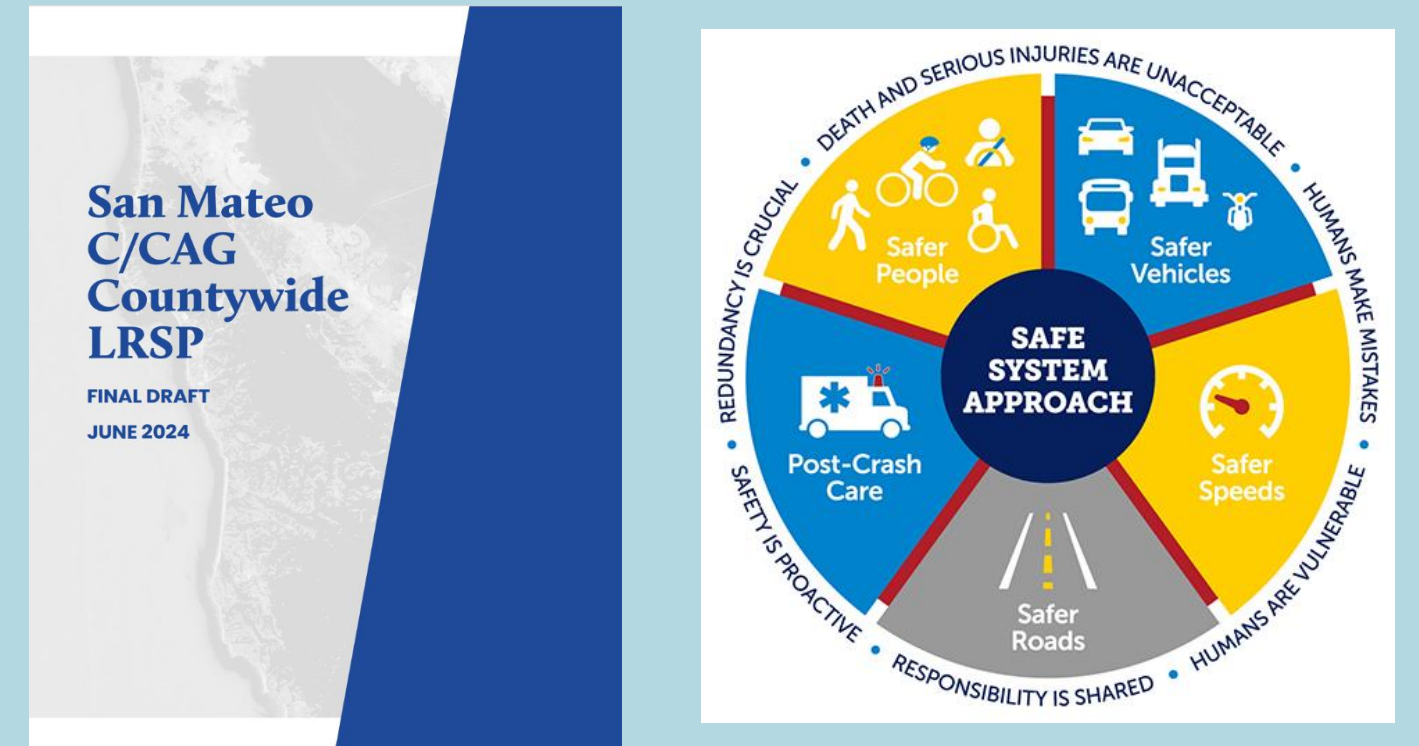 San Mateo
C/CAG
Countywide
LRSP
FINAL DRAFT
JUNE 2024
DEATH AND SERIOUS INJURIES ARE UNACCEPTABLE
HUMANS MAKE MISTAKES
HUMANS ARE VULNERABLE
RESPONSIBILITY IS SHARED
SAFETY IS PROACTIVE
REDUNDANCY IS CRUCIAL
Safer
People
Safer
Vehicles
SAFE
SYSTEM
APPROACH
Post-Crash
Care
Safer
Speeds
Safer
Roads